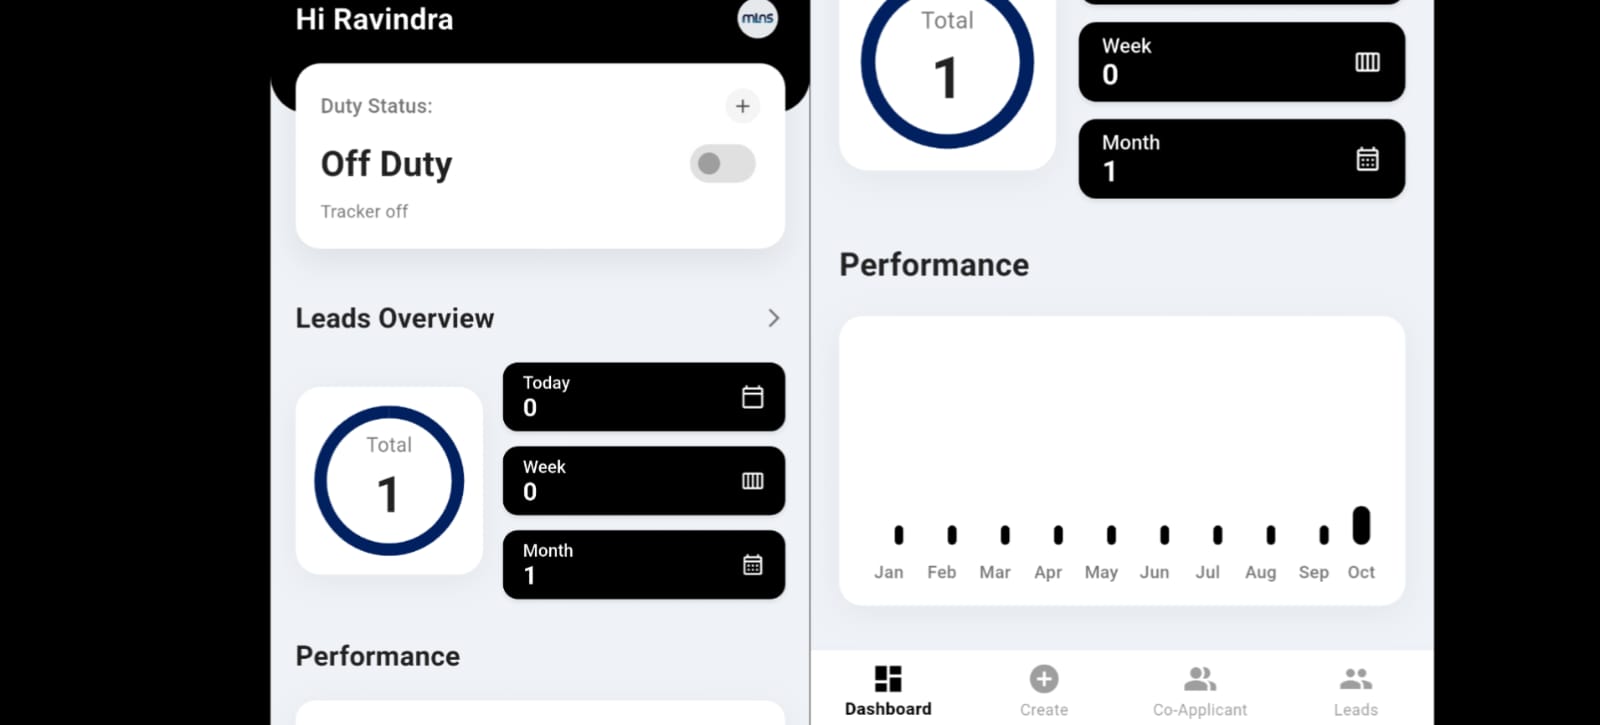 Hi Ravindra
mlns
Duty Status:
Off Duty
Tracker off
Leads Overview
Total
1
Today
0
Week
0
Month
1
Performance
Total
1
Week
0
Month
1
Performance
Jan Feb Mar Apr May Jun Jul Aug Sep Oct
Dashboard Create Co-Applicant Leads